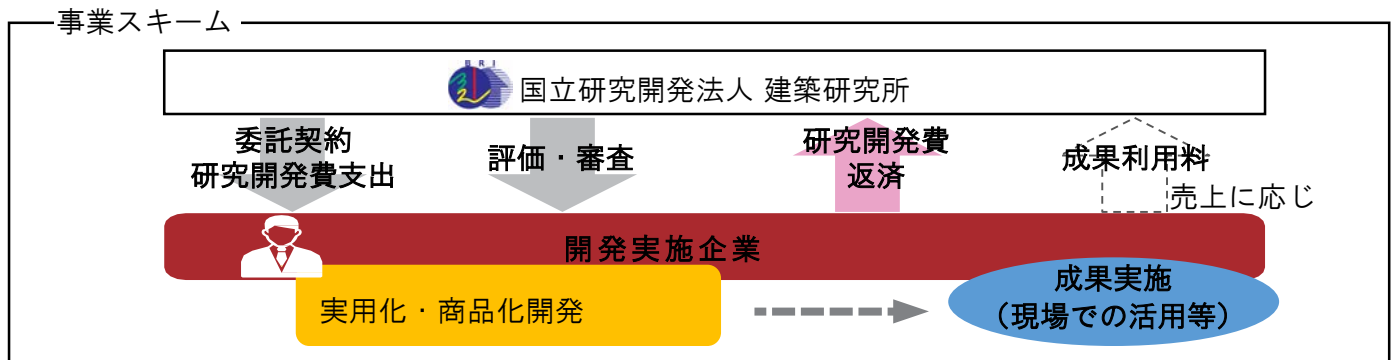 事業スキーム
BRI
国立研究開発法人 建築研究所
委託契約
研究開発費支出
評価・審査
研究開発費
返済
成果利用料
売上に応じ
開発実施企業
実用化・商品化開発
成果実施
（現場での活用等）